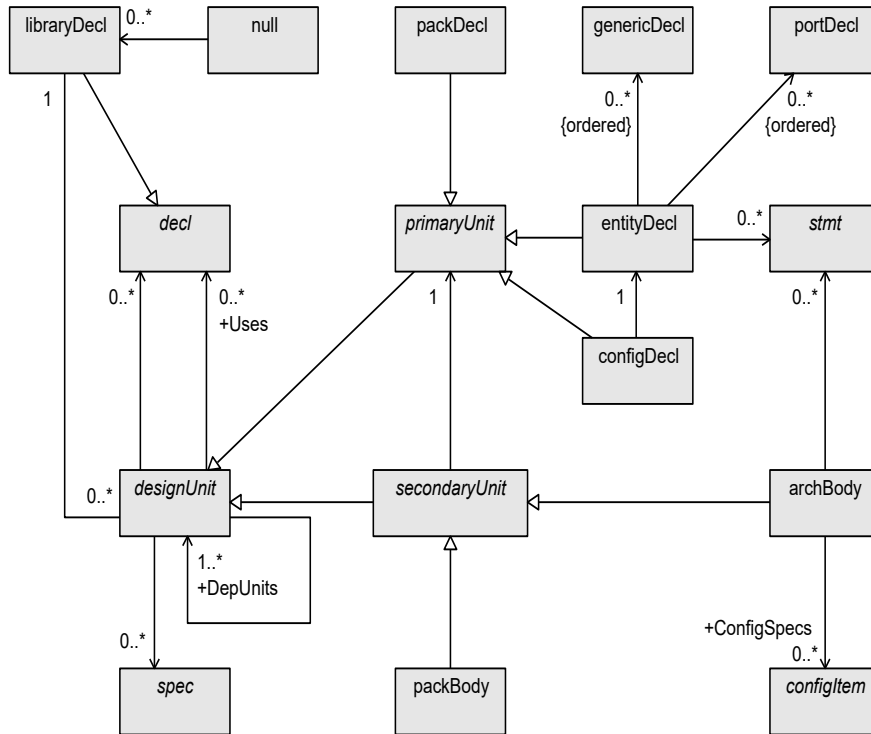 libraryDecl
0..*
null
packDecl
genericDecl
portDecl
1
0..*
{ordered}
0..*
{ordered}
decl
primaryUnit
entityDecl
0..*
stmt
0..*
0..*
+Uses
1
1
0..*
configDecl
0..*
designUnit
secondaryUnit
archBody
1..*
+DepUnits
0..*
+ConfigSpecs
0..*
spec
packBody
configItem